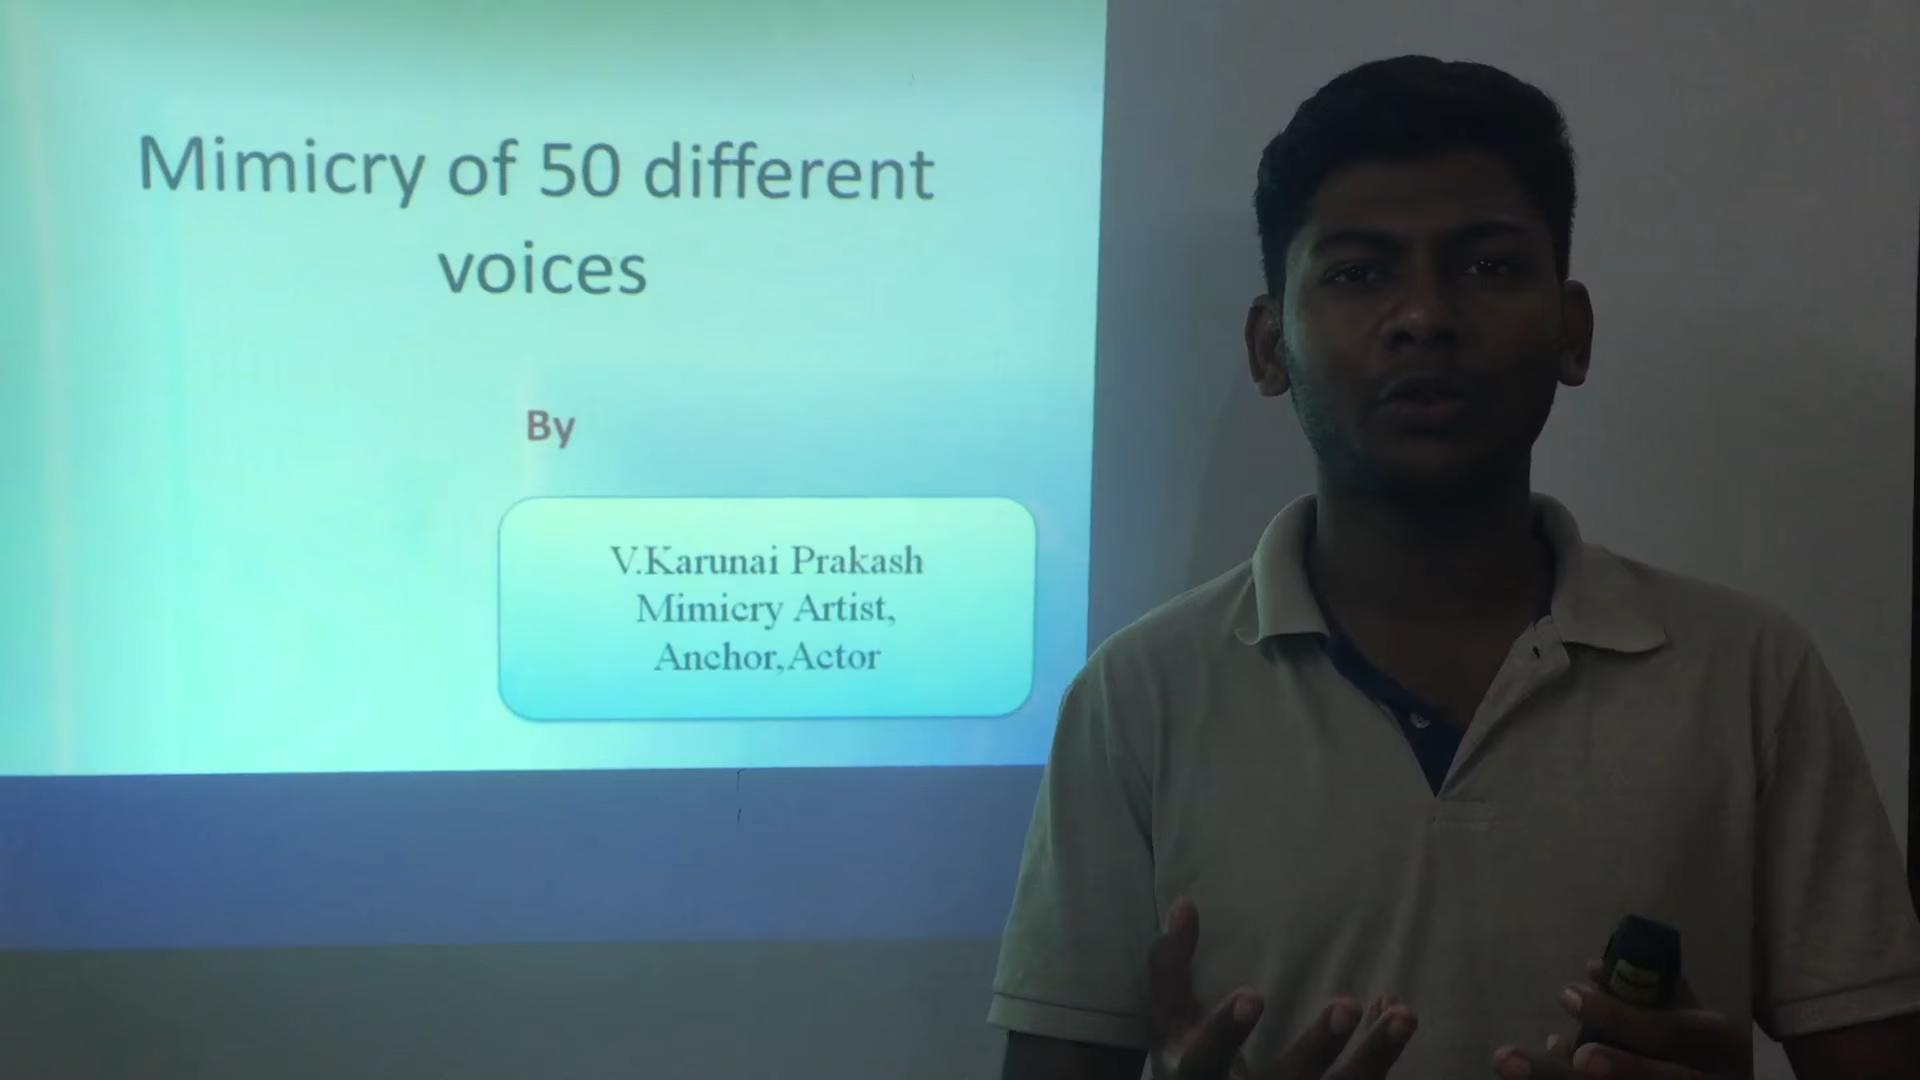 Mimicry of 50 different
voices
By
V.Karunai Prakash
Mimicry Artist,
Anchor,Actor